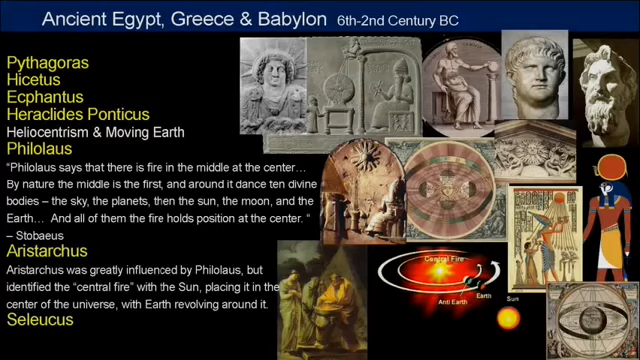 Ancient Egypt, Greece & Babylon 6th-2nd Century BC
Pythagoras
Hicetus
Ecphantus
Heraclides Ponticus
Heliocentrism & Moving Earth
Philolaus
"Philolaus says that there is fire in the middle at the center…
By nature the middle is the first, and around it dance ten divine
bodies – the sky, the planets, then the sun, the moon, and the
Earth… And all of them the fire holds position at the center. "
– Stobaeus
Aristarchus
Aristarchus was greatly influenced by Philolaus, but
identified the "central fire" with the Sun, placing it in the
center of the universe, with Earth revolving around it.
Seleucus
Central Fire
Earth
Anti Earth
Sun